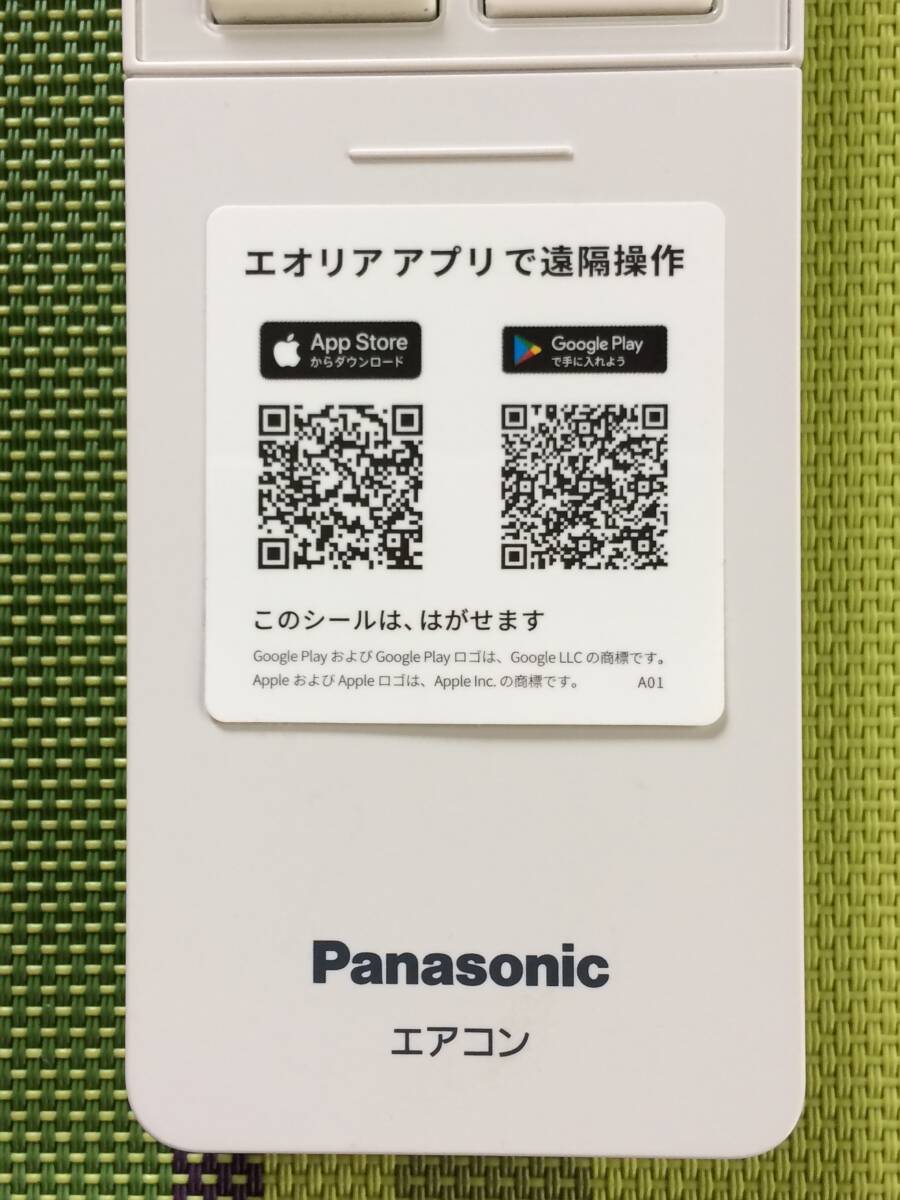 エオリア アプリで遠隔操作
App Store
からダウンロード
Google Play
で手に入れよう
このシールは、はがせます
Google Play および Google Play ロゴは、Google LLC の商標です。
Apple および Apple ロゴは、Apple Inc. の商標です。 A01
Panasonic
エアコン